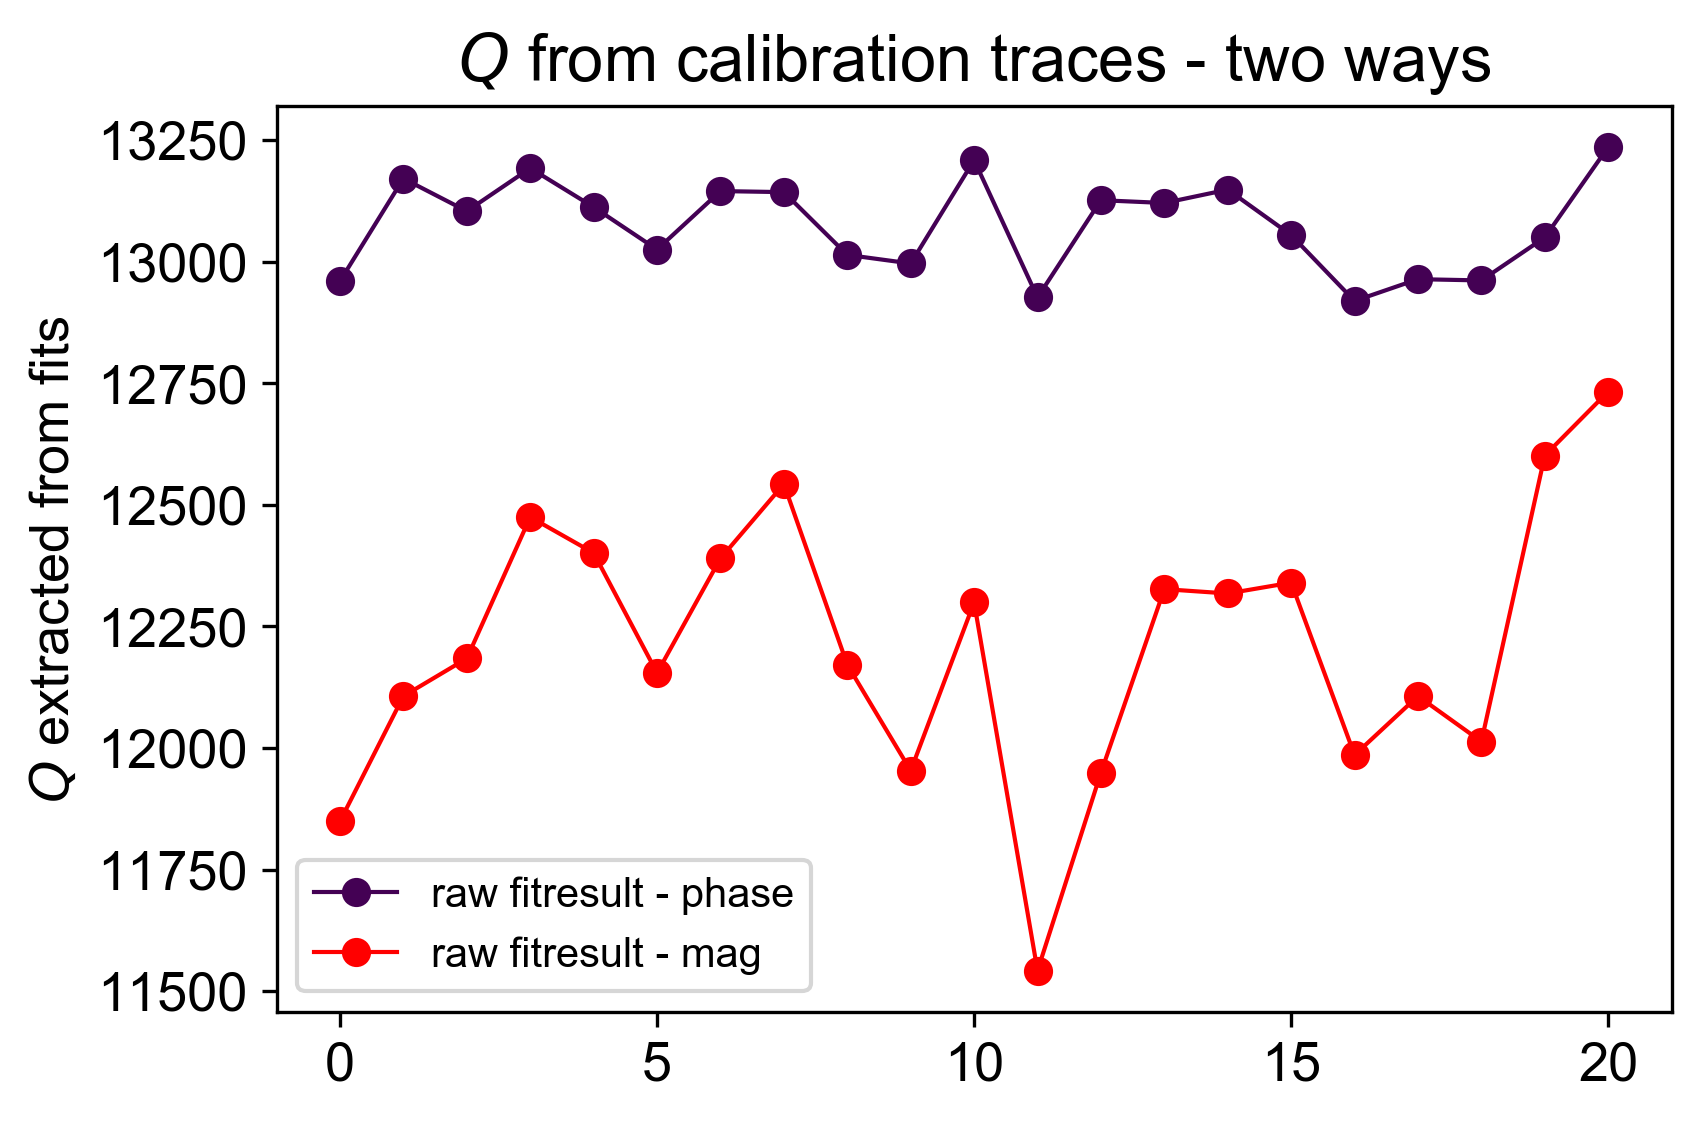 Q from calibration traces - two ways
Q extracted from fits
13250
13000
12750
12500
12250
12000
11750
11500
raw fitresult - phase
raw fitresult - mag
0 5 10 15 20